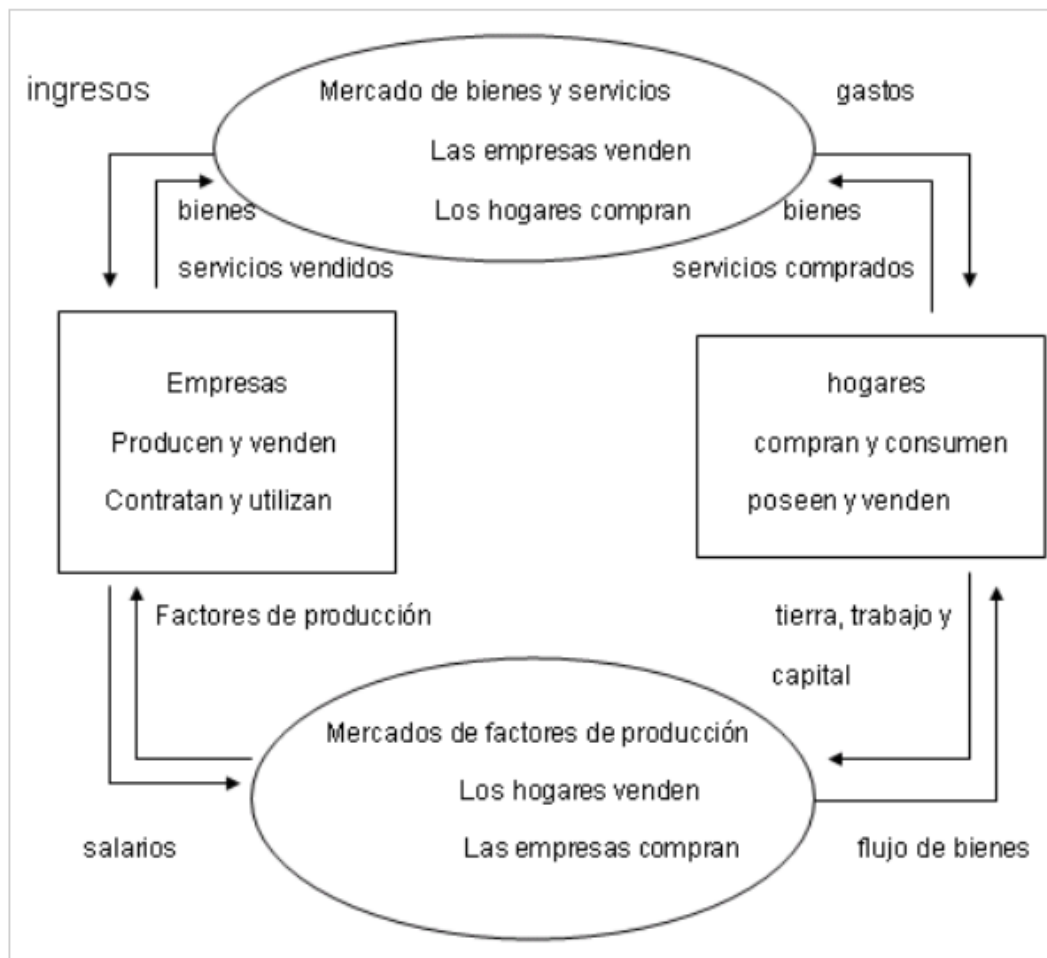 ingresos
Mercado de bienes y servicios
gastos
Las empresas venden
Los hogares compran
bienes
servicios vendidos
bienes
servicios comprados
Empresas
Producen y venden
Contratan y utilizan
hogares
compran y consumen
poseen y venden
Factores de producción
tierra, trabajo y
capital
Mercados de factores de producción
Los hogares venden
Las empresas compran
salarios
flujo de bienes